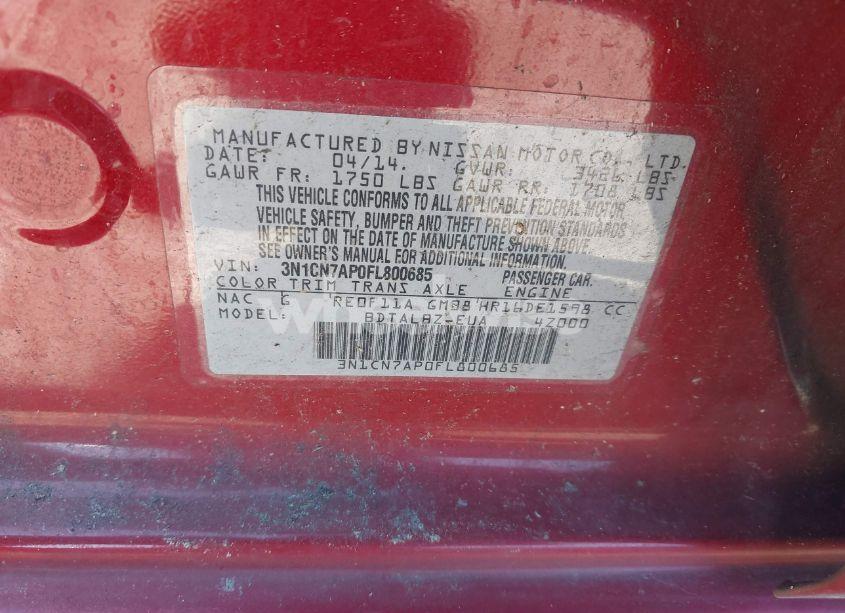 MANUFACTURED BY NISSAN MOTOR CO., LTD.
DATE: 04/14. GVWR: 3426 LBS
GAWR FR: 1750 LBS GAWR RR: 1708 LBS
THIS VEHICLE CONFORMS TO ALL APPLICABLE FEDERAL MOTOR
VEHICLE SAFETY, BUMPER AND THEFT PREVENTION STANDARDS
IN EFFECT ON THE DATE OF MANUFACTURE SHOWN ABOVE.
SEE OWNER'S MANUAL FOR ADDITIONAL INFORMATION.
VIN: 3N1CN7AP0FL800685 PASSENGER CAR.
COLOR TRIM TRANS AXLE ENGINE
NAC G RE0F11A GM88 HR16DE1598 CC
MODEL: BDTALBZ-EUA 42000
3N1CN7AP0FL800685